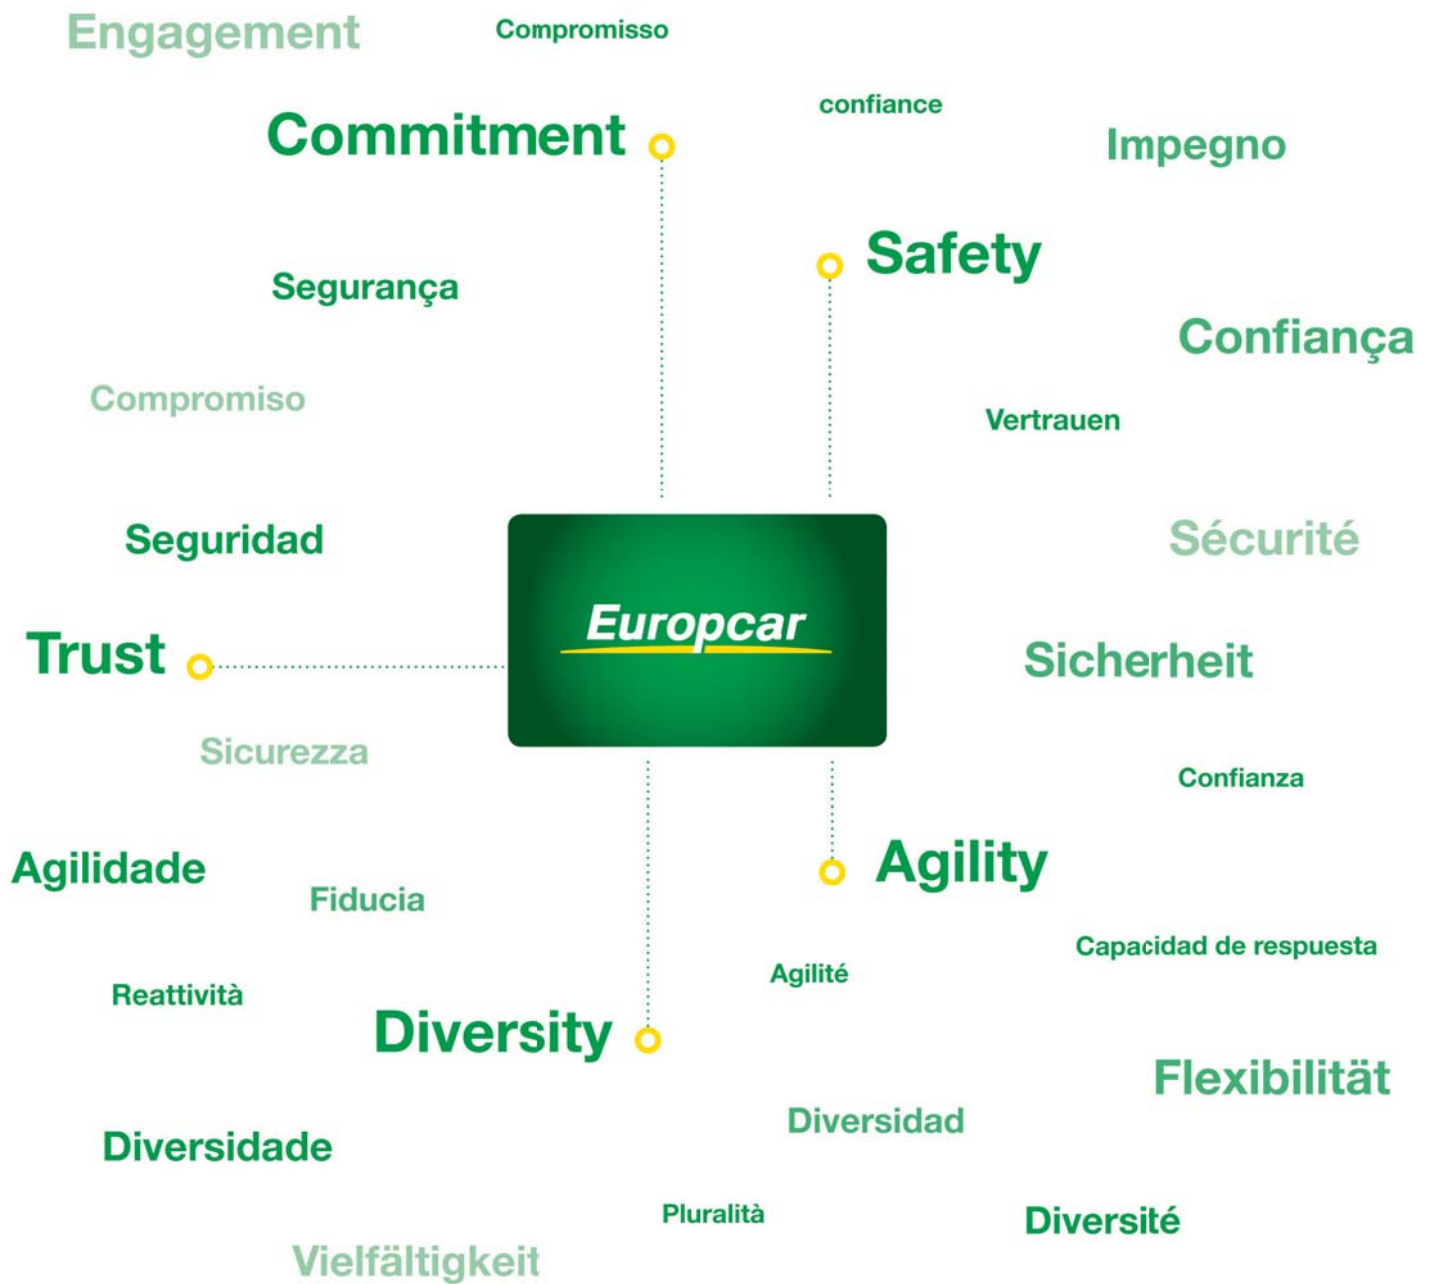 Engagement
Compromisso
confiance
Commitment
Impegno
Safety
Segurança
Confiança
Compromiso
Vertrauen
Seguridad
Sécurité
Europcar
Trust
Sicherheit
Sicurezza
Confianza
Agilidade
Agility
Fiducia
Capacidad de respuesta
Agilité
Reattività
Diversity
Flexibilität
Diversidad
Diversidade
Pluralità
Diversité
Vielfältigkeit